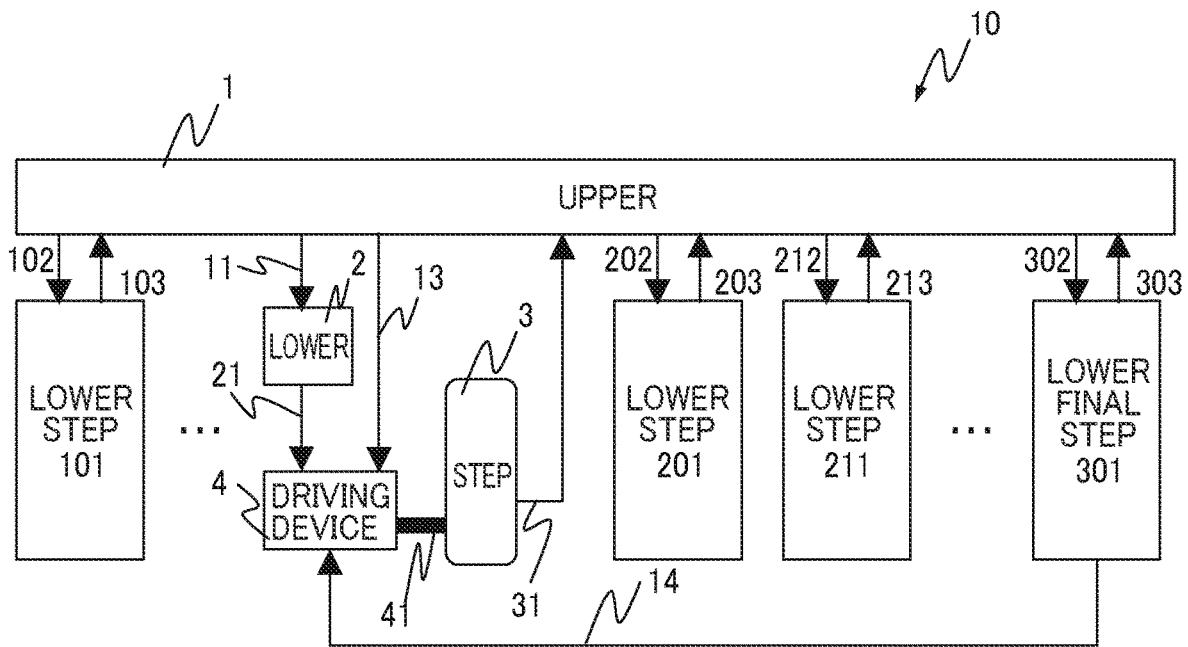 10
1
UPPER
102
103
11
2
13
3
202
203
212
213
302
303
LOWER
21
LOWER
STEP
101
...
4
DRIVING
DEVICE
STEP
41
31
LOWER
STEP
201
LOWER
STEP
211
...
LOWER
FINAL
STEP
301
14